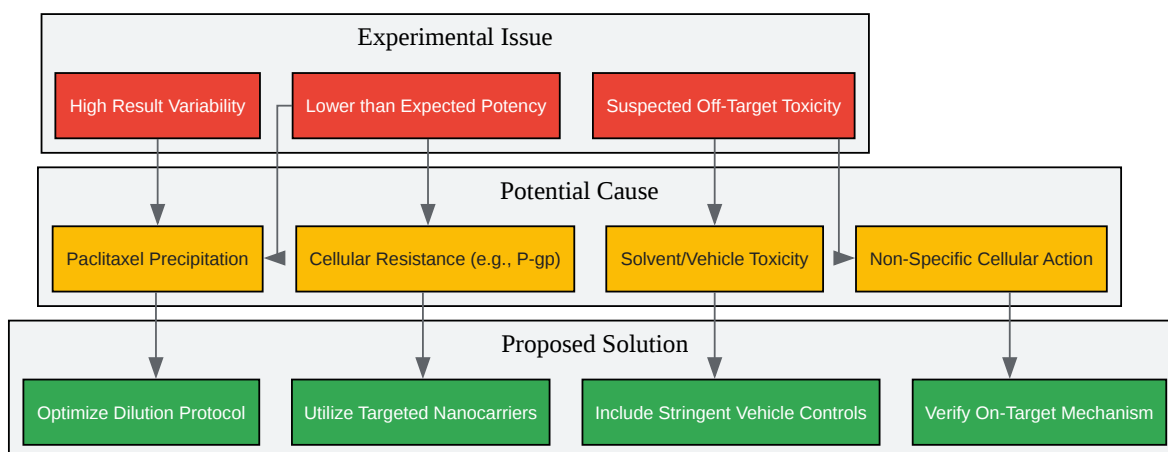 Experimental Issue
High Result Variability
Lower than Expected Potency
Suspected Off-Target Toxicity
Potential Cause
Paclitaxel Precipitation
Cellular Resistance (e.g., P-gp)
Solvent/Vehicle Toxicity
Non-Specific Cellular Action
Proposed Solution
Optimize Dilution Protocol
Utilize Targeted Nanocarriers
Include Stringent Vehicle Controls
Verify On-Target Mechanism